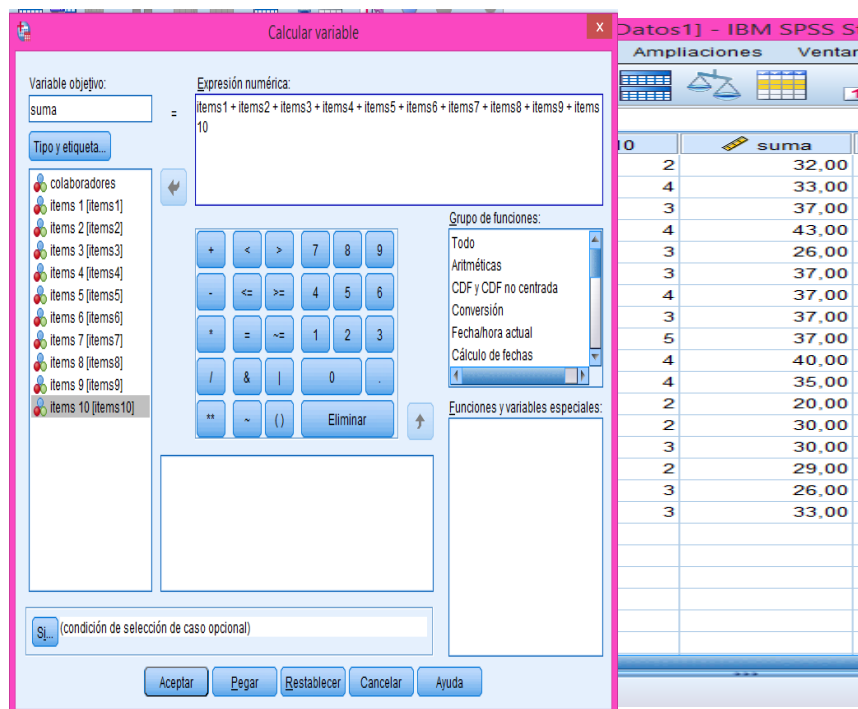 Calcular variable
x
Variable objetivo:
suma
=
Expresión numérica:
items1 + items2 + items3 + items4 + items5 + items6 + items7 + items8 + items9 + items
10
Tipo y etiqueta...
colaboradores
items 1 [items1]
items 2 [items2]
items 3 [items3]
items 4 [items4]
items 5 [items5]
items 6 [items6]
items 7 [items7]
items 8 [items8]
items 9 [items9]
items 10 [items10]
+ < > 7 8 9
- <= >= 4 5 6
* = ~= 1 2 3
/ & | 0 .
** ~ ( ) Eliminar
Grupo de funciones:
Todo
Aritméticas
CDF y CDF no centrada
Conversión
Fecha/hora actual
Cálculo de fechas
Funciones y variables especiales:
Si... (condición de selección de caso opcional)
Aceptar Pegar Restablecer Cancelar Ayuda
Datos1] - IBM SPSS S
Ampliaciones Ventar
10 suma
2 32,00
4 33,00
3 37,00
4 43,00
3 26,00
3 37,00
4 37,00
3 37,00
5 37,00
4 40,00
4 35,00
2 20,00
2 30,00
3 30,00
2 29,00
3 26,00
3 33,00